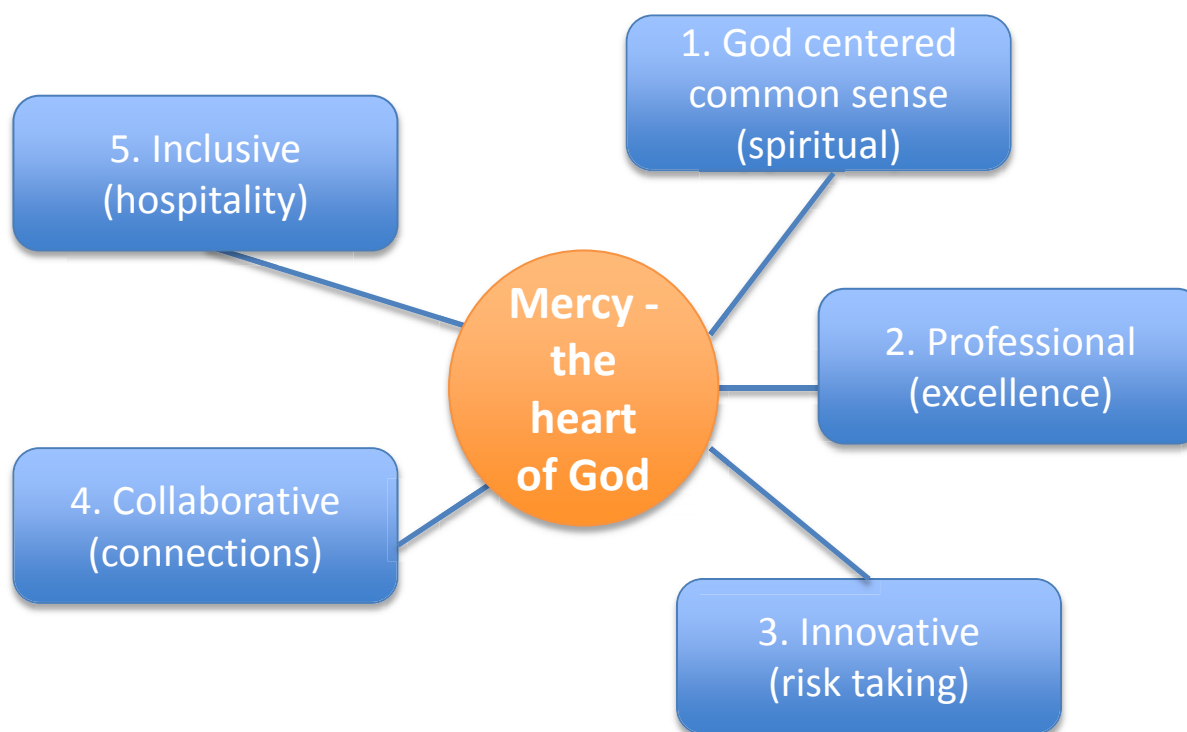 1. God centered
common sense
(spiritual)
5. Inclusive
(hospitality)
Mercy -
the
heart
of God
2. Professional
(excellence)
4. Collaborative
(connections)
3. Innovative
(risk taking)